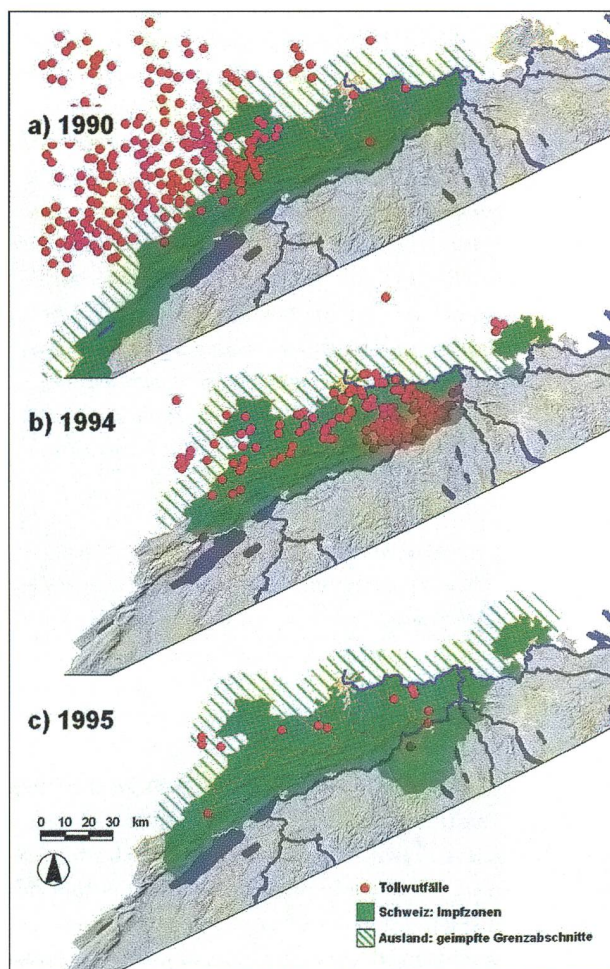 a) 1990
b) 1994
c) 1995
0 10 20 30 km
Tollwutfälle
Schweiz: Impfzonen
Ausland: geimpfte Grenzabschnitte